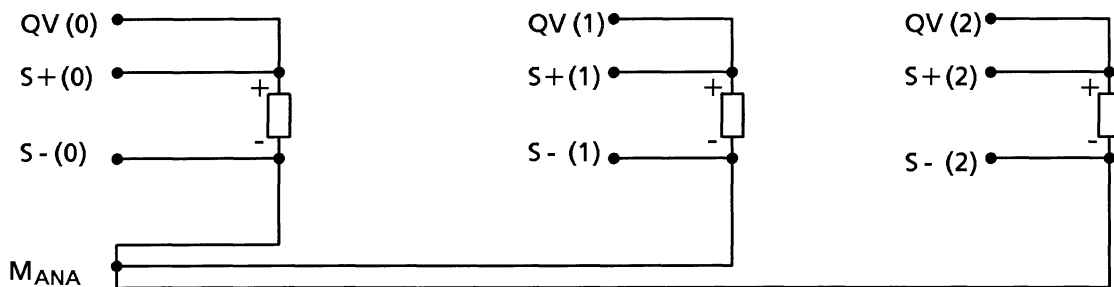 QV (0)
QV (1)
QV (2)
S+ (0)
S+ (1)
S+ (2)
+
+
+
S - (0)
-
S - (1)
-
S - (2)
-
MANA